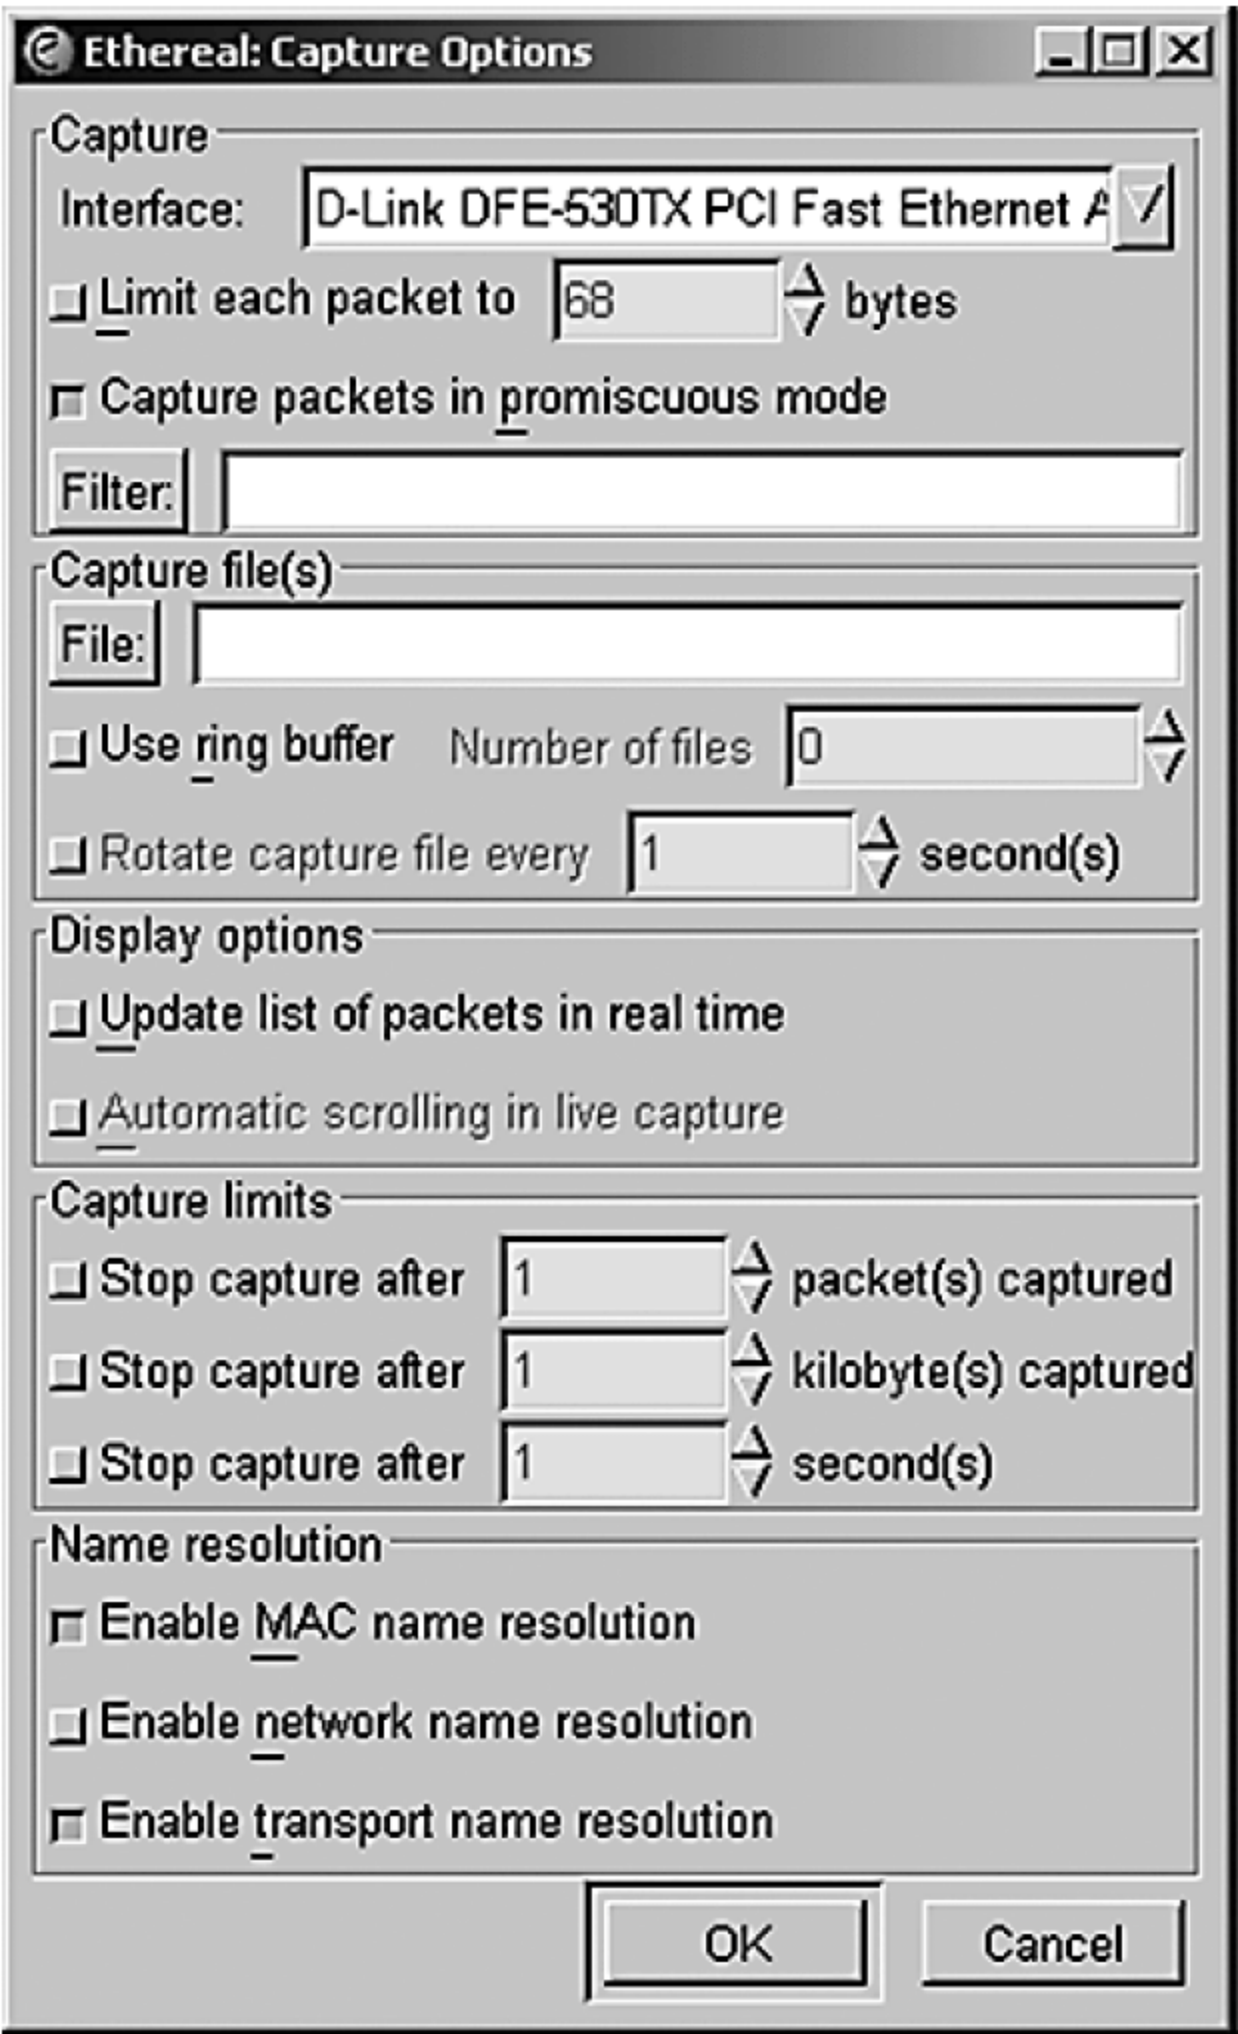 Ethereal: Capture Options
Capture
Interface: D-Link DFE-530TX PCI Fast Ethernet A
Limit each packet to 68 bytes
Capture packets in promiscuous mode
Filter:
Capture file(s)
File:
Use ring buffer Number of files 0
Rotate capture file every 1 second(s)
Display options
Update list of packets in real time
Automatic scrolling in live capture
Capture limits
Stop capture after 1 packet(s) captured
Stop capture after 1 kilobyte(s) captured
Stop capture after 1 second(s)
Name resolution
Enable MAC name resolution
Enable network name resolution
Enable transport name resolution
OK Cancel